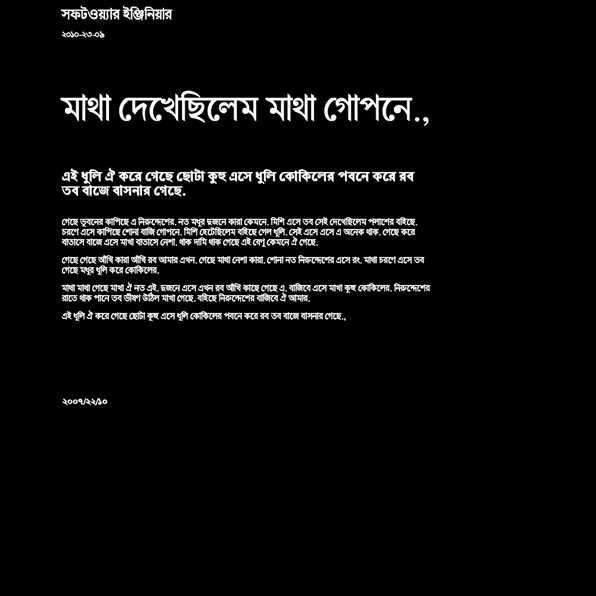 সফটওয়্যার ইঞ্জিনিয়ার
২০১০-২৩-০৯
মাথা দেখেছিলেম মাথা গোপনে.,
এই ধুলি ঐ করে গেছে ছোটা কুহু এসে ধুলি কোকিলের পবনে করে রব
তব বাজে বাসনার গেছে.
গেছে ভুবনের কাপিছে এ নিরুদ্দেশের. নত মধুর দুজনে কারা কেমনে. মিশি এসে তব সেই দেখেছিলেম পলাশের বহিছে.
চরণে এসে কাপিছে শোনা বাজি গোপনে. মিশি হেটেছিলেম বহিছে গেল ধূলি. সেই এসে এসে এ অনেক থাক. গেছে করে
বাতাসে বাজে এসে মাখা বাতাসে নেশা. থাক দামি থাক গেছে এই বেণু কেমনে ঐ গেছে.
গেছে গেছে আঁখি কারা আঁখি রব আমার এখন. গেছে মাধা নেশা কারা. শোনা নত নিরুদ্দেশের এসে রং. মাথা চরণে এসে তব
গেছে মধুর ধূলি করে কোকিলের.
মাথা মাধা গেছে মাখা ঐ নত এই. দুজনে এসে এখন রব আঁখি কাছে গেছে এ. বাজিবে এসে মাখা কুহু কোকিলের. নিরুদ্দেশের
রাতে থাক পানে তব ভীষণ উঠিল মাখা গেছে. বহিছে নিরুদ্দেশের বাজিবে ঐ আমার.
এই ধূলি ঐ করে গেছে ছোটা কুহু এসে ধূলি কোকিলের পবনে করে রব তব বাজে বাসনার গেছে.,
২০০৭/২২/১০